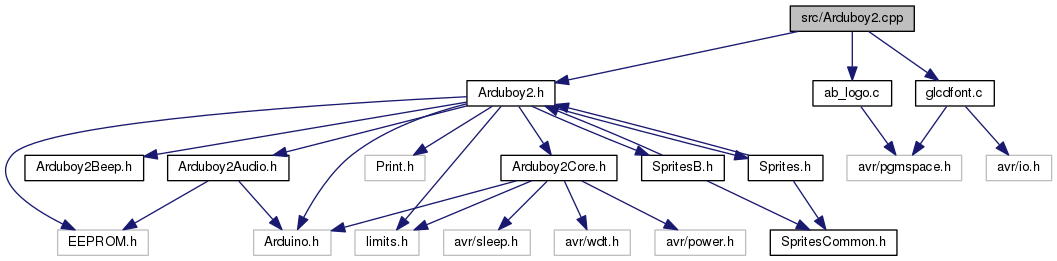 src/Arduboy2.cpp
Arduboy2.h
ab_logo.c
glcdfont.c
Arduboy2Beep.h
Arduboy2Audio.h
Print.h
Arduboy2Core.h
SpritesB.h
Sprites.h
avr/pgmspace.h
avr/io.h
EEPROM.h
Arduino.h
limits.h
avr/sleep.h
avr/wdt.h
avr/power.h
SpritesCommon.h